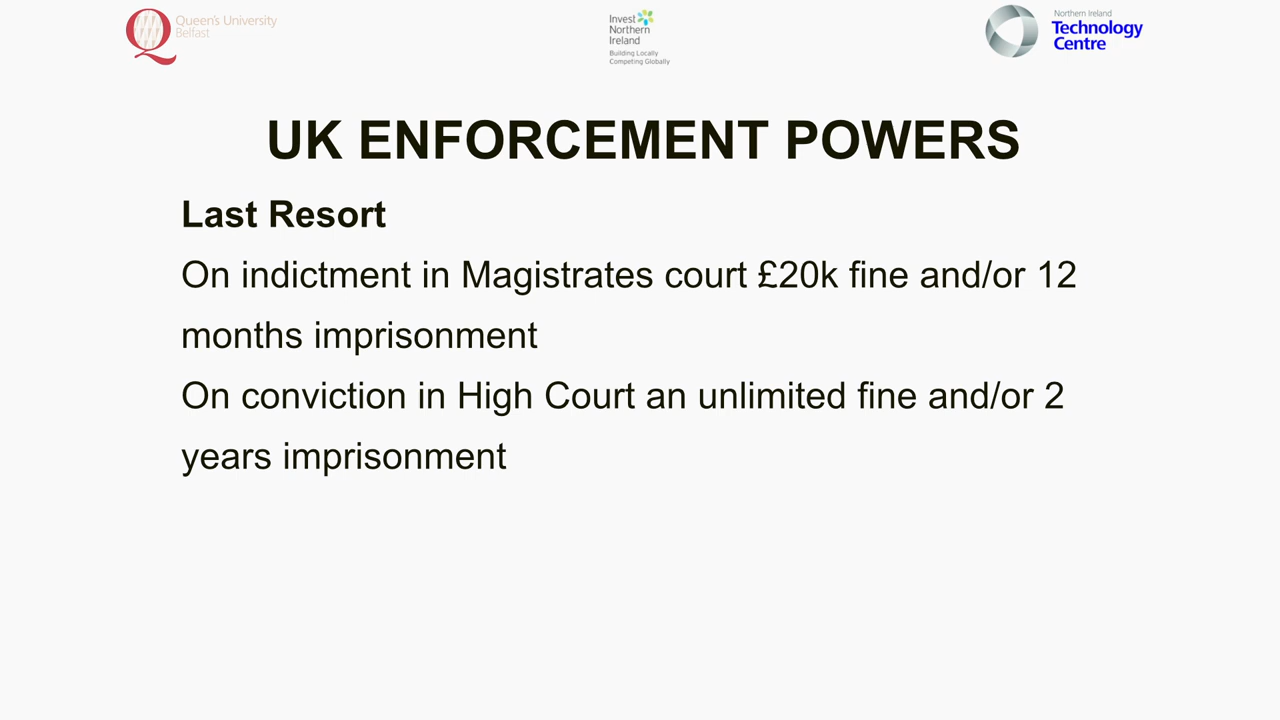 Queen's University
Belfast
Invest
Northern
Ireland
Building Locally
Competing Globally
Northern Ireland
Technology
Centre
UK ENFORCEMENT POWERS
Last Resort
On indictment in Magistrates court £20k fine and/or 12
months imprisonment
On conviction in High Court an unlimited fine and/or 2
years imprisonment